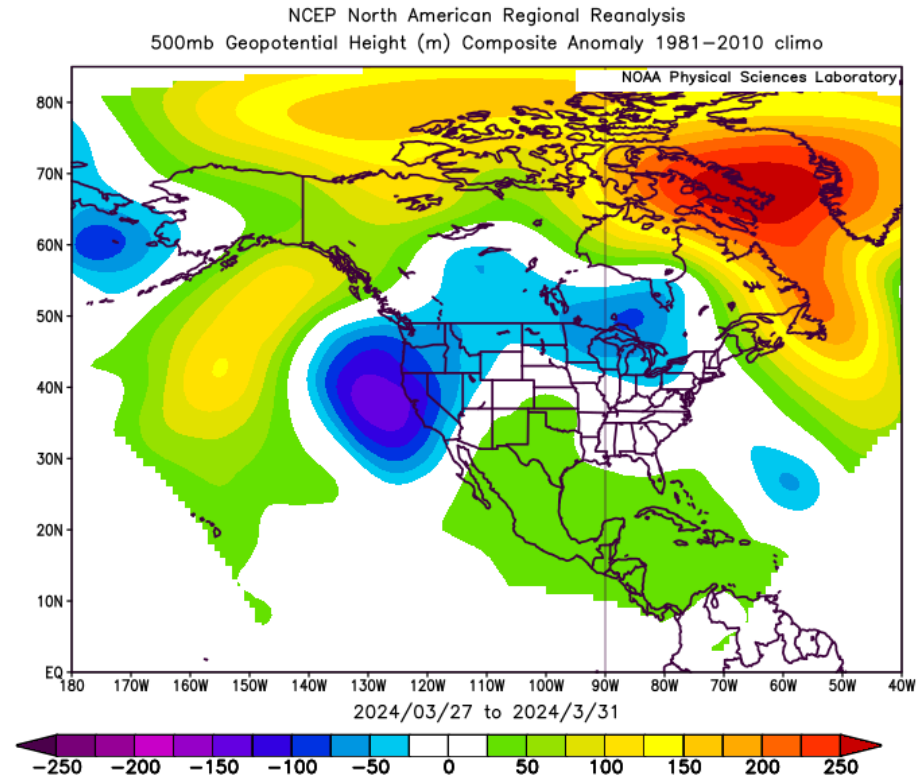 NCEP North American Regional Reanalysis
500mb Geopotential Height (m) Composite Anomaly 1981-2010 climo
NOAA Physical Sciences Laboratory
80N
70N
60N
50N
40N
30N
20N
10N
EQ
180 170W 160W 150W 140W 130W 120W 110W 100W 90W 80W 70W 60W 50W 40W
2024/03/27 to 2024/3/31
-250 -200 -150 -100 -50 0 50 100 150 200 250